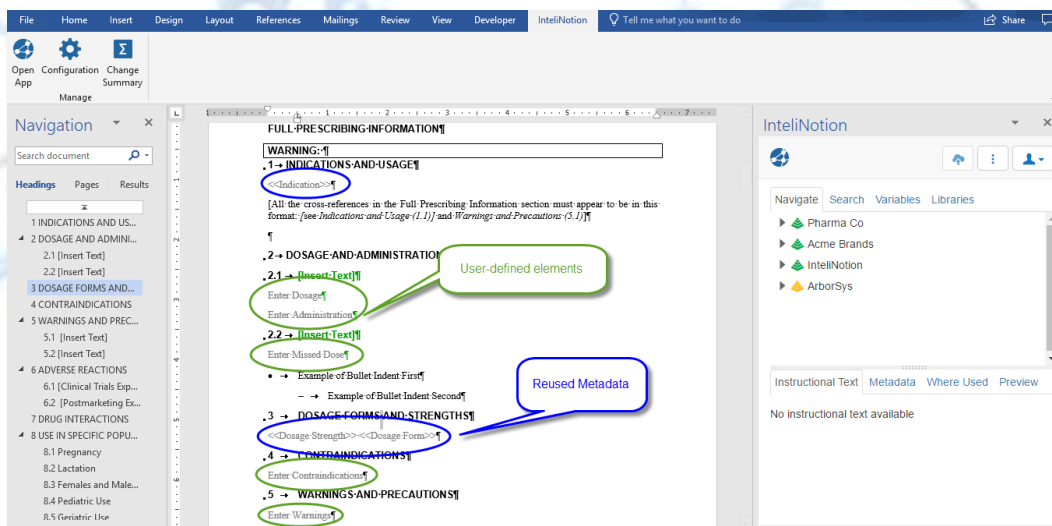 File Home Insert Design Layout References Mailings Review View Developer InteliNotion Tell me what you want to do Share
Open App
Configuration
Change Summary
Manage
Navigation
Search document
Headings Pages Results
1 INDICATIONS AND US...
2 DOSAGE AND ADMINI...
2.1 [Insert Text]
2.2 [Insert Text]
3 DOSAGE FORMS AND...
4 CONTRAINDICATIONS
5 WARNINGS AND PREC...
5.1 [Insert Text]
5.2 [Insert Text]
6 ADVERSE REACTIONS
6.1 [Clinical Trials Exp...
6.2 [Postmarketing Ex...
7 DRUG INTERACTIONS
8 USE IN SPECIFIC POPU...
8.1 Pregnancy
8.2 Lactation
8.3 Females and Male...
8.4 Pediatric Use
8.5 Geriatric Use
1 1 2 3 4 5 6 7
FULL·PRESCRIBING·INFORMATION¶
WARNING:·¶
1→ INDICATIONS·AND·USAGE¶
<<Indication>>¶
[All·the·cross-references·in·the·Full·Prescribing·Information·section·must·appear·to·be·in·this·
format:·[see·Indications·and·Usage·(1.1)]·and·Warnings·and·Precautions·(5.1)]¶
¶
2→ DOSAGE·AND·ADMINISTRATION
2.1 → [Insert·Text]¶
Enter·Dosage¶
Enter·Administration¶
2.2 → [Insert·Text]¶
Enter·Missed·Dose¶
• → Example·of·Bullet·Indent·First¶
– → Example·of·Bullet·Indent·Second¶
3 → DOSAGE·FORMS·AND·STRENGTHS¶
<<Dosage·Strength>>·<<Dosage·Form>>¶
4 → CONTRAINDICATIONS¶
Enter·Contraindications¶
5 → WARNINGS·AND·PRECAUTIONS¶
Enter·Warnings¶
User-defined elements
Reused Metadata
InteliNotion
Navigate Search Variables Libraries
Pharma Co
Acme Brands
InteliNotion
ArborSys
Instructional Text Metadata Where Used Preview
No instructional text available